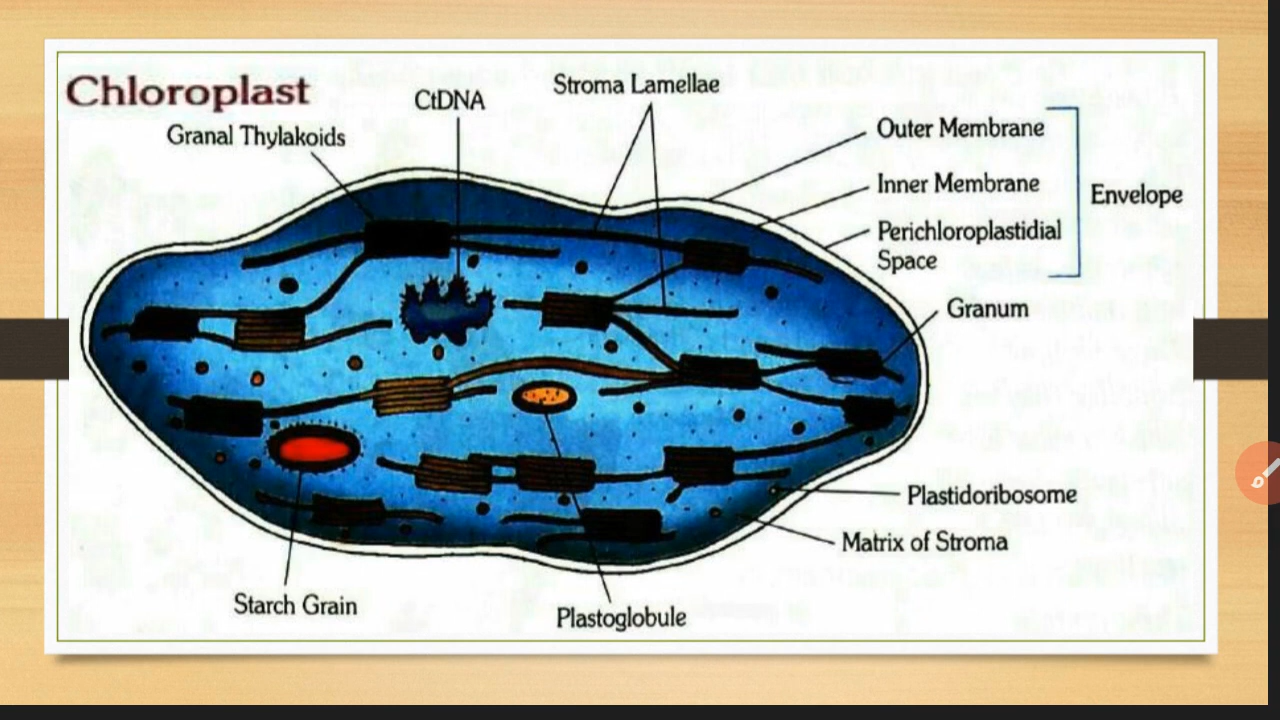 Chloroplast
CtDNA
Stroma Lamellae
Granal Thylakoids
Outer Membrane
Inner Membrane
Envelope
Perichloroplastidial
Space
Granum
Plastidoribosome
Matrix of Stroma
Starch Grain
Plastoglobule